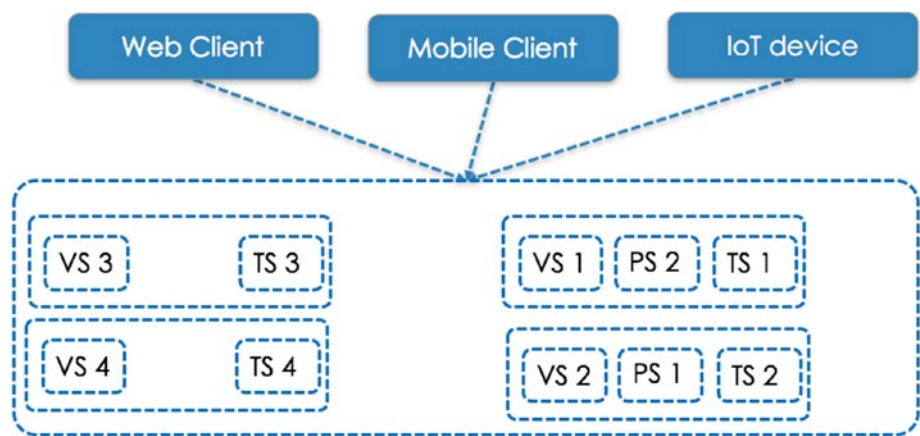 Web Client
Mobile Client
IoT device
VS 3 TS 3
VS 1 PS 2 TS 1
VS 4 TS 4
VS 2 PS 1 TS 2